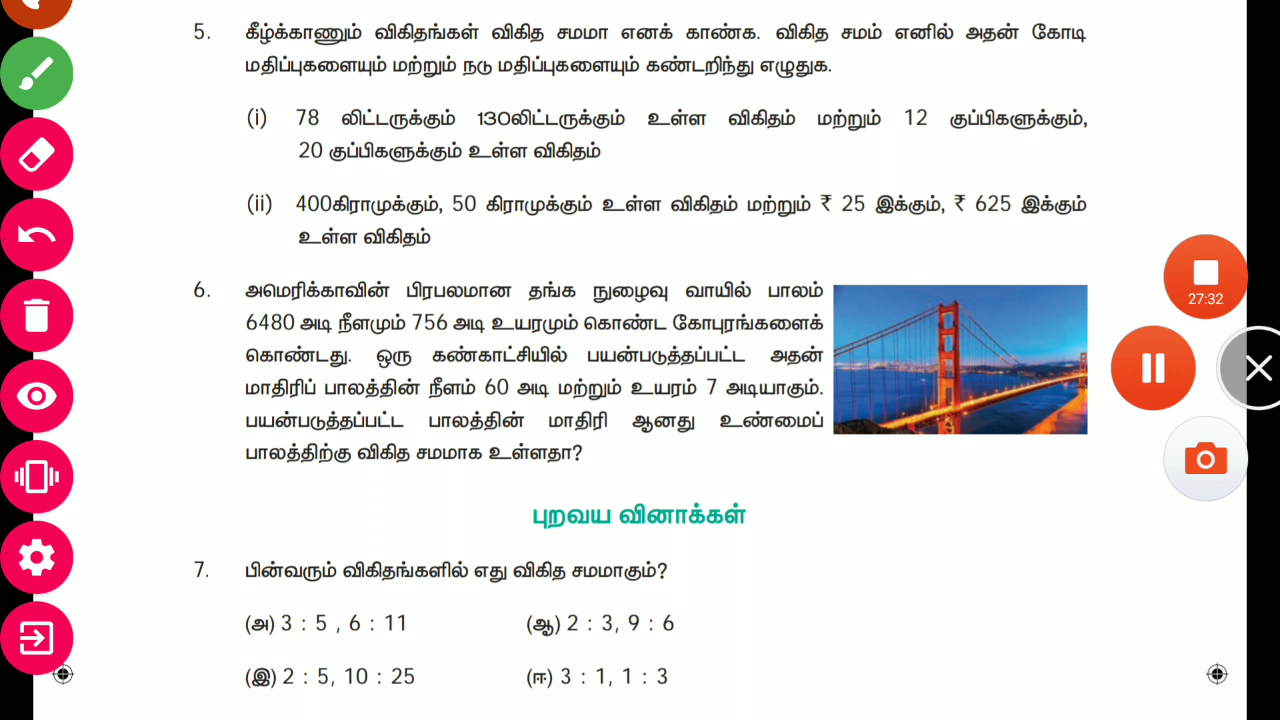 5. கீழ்க்காணும் விகிதங்கள் விகித சமமா எனக் காண்க. விகித சமம் எனில் அதன் கோடி
மதிப்புகளையும் மற்றும் நடு மதிப்புகளையும் கண்டறிந்து எழுதுக.
(i) 78 லிட்டருக்கும் 130லிட்டருக்கும் உள்ள விகிதம் மற்றும் 12 குப்பிகளுக்கும்,
20 குப்பிகளுக்கும் உள்ள விகிதம்
(ii) 400கிராமுக்கும், 50 கிராமுக்கும் உள்ள விகிதம் மற்றும் ₹ 25 இக்கும், ₹ 625 இக்கும்
உள்ள விகிதம்
6. அமெரிக்காவின் பிரபலமான தங்க நுழைவு வாயில் பாலம்
6480 அடி நீளமும் 756 அடி உயரமும் கொண்ட கோபுரங்களைக்
கொண்டது. ஒரு கண்காட்சியில் பயன்படுத்தப்பட்ட அதன்
மாதிரிப் பாலத்தின் நீளம் 60 அடி மற்றும் உயரம் 7 அடியாகும்.
பயன்படுத்தப்பட்ட பாலத்தின் மாதிரி ஆனது உண்மைப்
பாலத்திற்கு விகித சமமாக உள்ளதா?
27:32
புறவய வினாக்கள்
7. பின்வரும் விகிதங்களில் எது விகித சமமாகும்?
(அ) 3 : 5 , 6 : 11 (ஆ) 2 : 3, 9 : 6
(இ) 2 : 5, 10 : 25 (ஈ) 3 : 1, 1 : 3